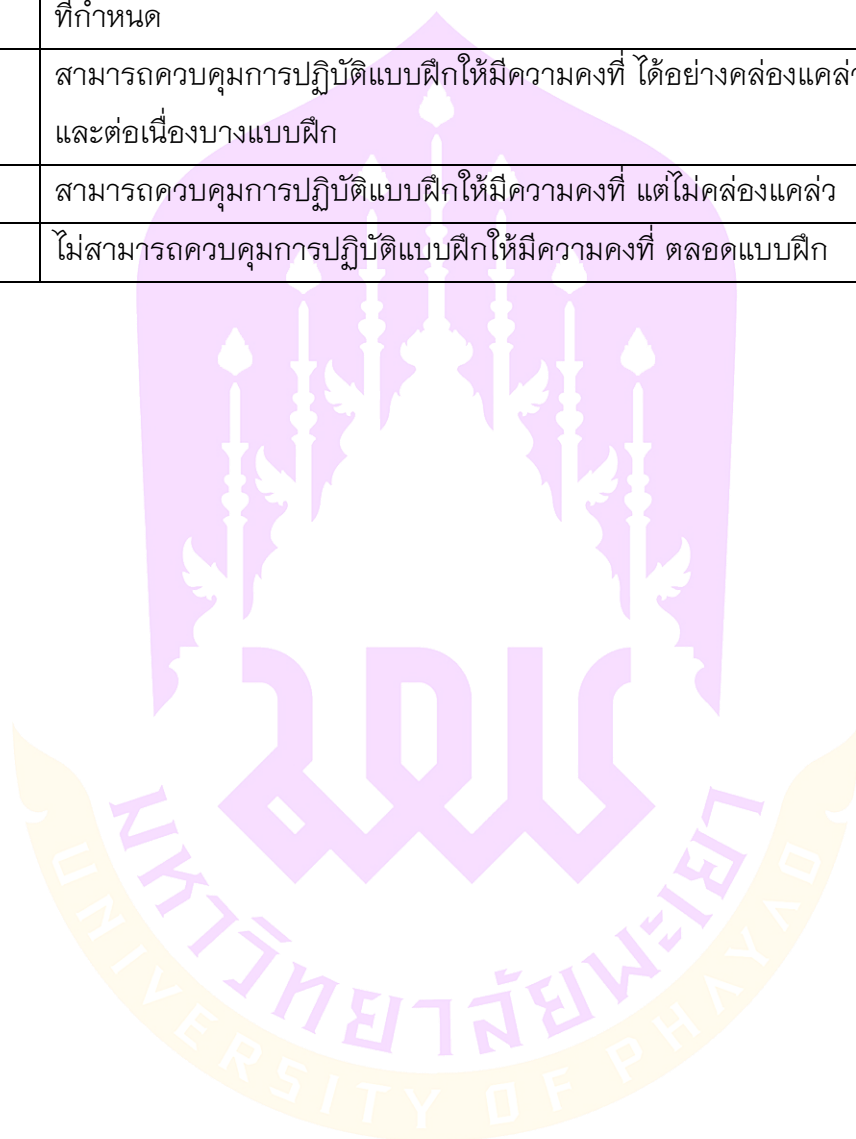 ที่กำหนด
สามารถควบคุมการปฏิบัติแบบฝึกให้มีความคงที่ ได้อย่างคล่องแคล่ว
และต่อเนื่องบางแบบฝึก
สามารถควบคุมการปฏิบัติแบบฝึกให้มีความคงที่ แต่ไม่คล่องแคล่ว
ไม่สามารถควบคุมการปฏิบัติแบบฝึกให้มีความคงที่ ตลอดแบบฝึก
มหาวิทยาลัยพะเยา
UNIVERSITY OF PHAYAO